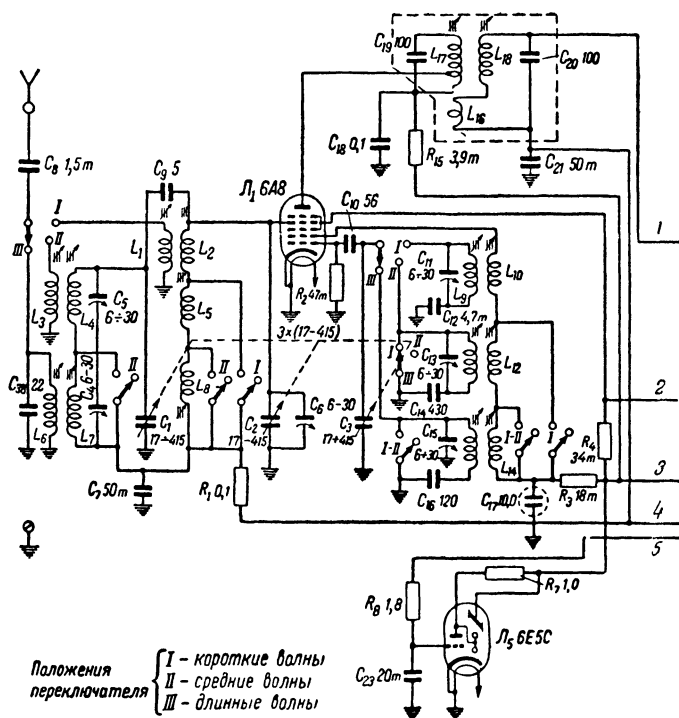 C₁₉ 100
L₁₇
L₁₈
C₂₀ 100
L₁₆
C₁₈ 0,1
R₁₅ 3,9m
C₂₁ 50m
C₈ 1,5m
C₉ 5
Л₁ 6А8
C₁₀ 56
I
II
III
L₁
L₂
R₂ 47m
I
II
III
C₁₁
6÷30
L₉
L₁₀
C₁₂ 4,7m
1
L₃
L₄
C₅
6÷30
L₅
3×(17-415)
I
II
III
C₁₃
6÷30
L₁₂
C₁₄ 430
2
C₃₈ 22
L₆
L₇
C₄ 6-30
II
C₁
17÷415
L₈
II
I
C₂
17-415
C₆ 6-30
C₃
17÷415
I-II
C₁₅
6÷30
L₁₄
I-II
I
R₄
34m
C₇ 50m
R₁ 0,1
C₁₆ 120
C₁₇ 10,0
R₃ 18m
3
4
5
R₇ 1,0
R₈ 1,8
Л₅ 6Е5С
C₂₃ 20m
Положения
переключателя
I - короткие волны
II - средние волны
III - длинные волны